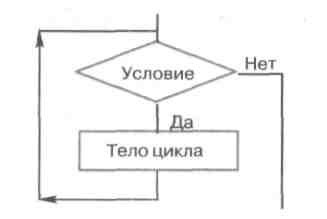 Условие
Нет
Да
Тело цикла